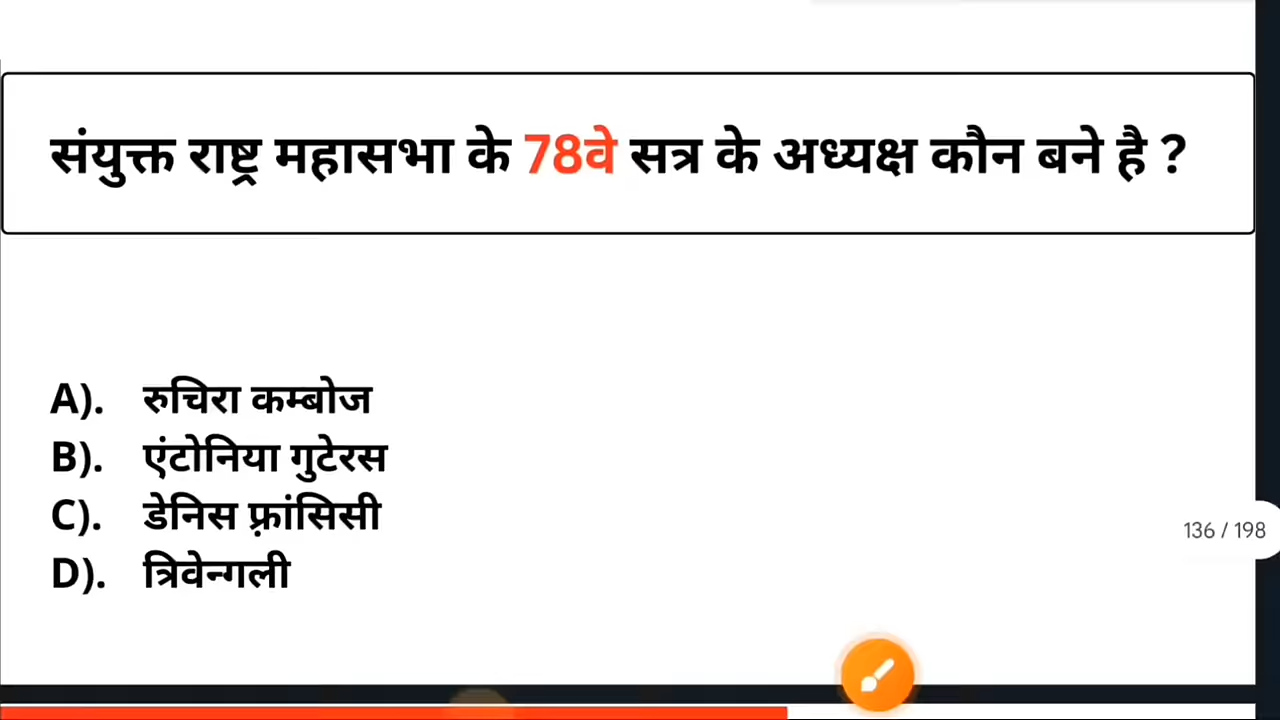 संयुक्त राष्ट्र महासभा के 78वे सत्र के अध्यक्ष कौन बने है ?
A). रुचिरा कम्बोज
B). एंटोनिया गुटेरस
C). डेनिस फ़्रांसिसी
D). त्रिवेन्गली
136 / 198